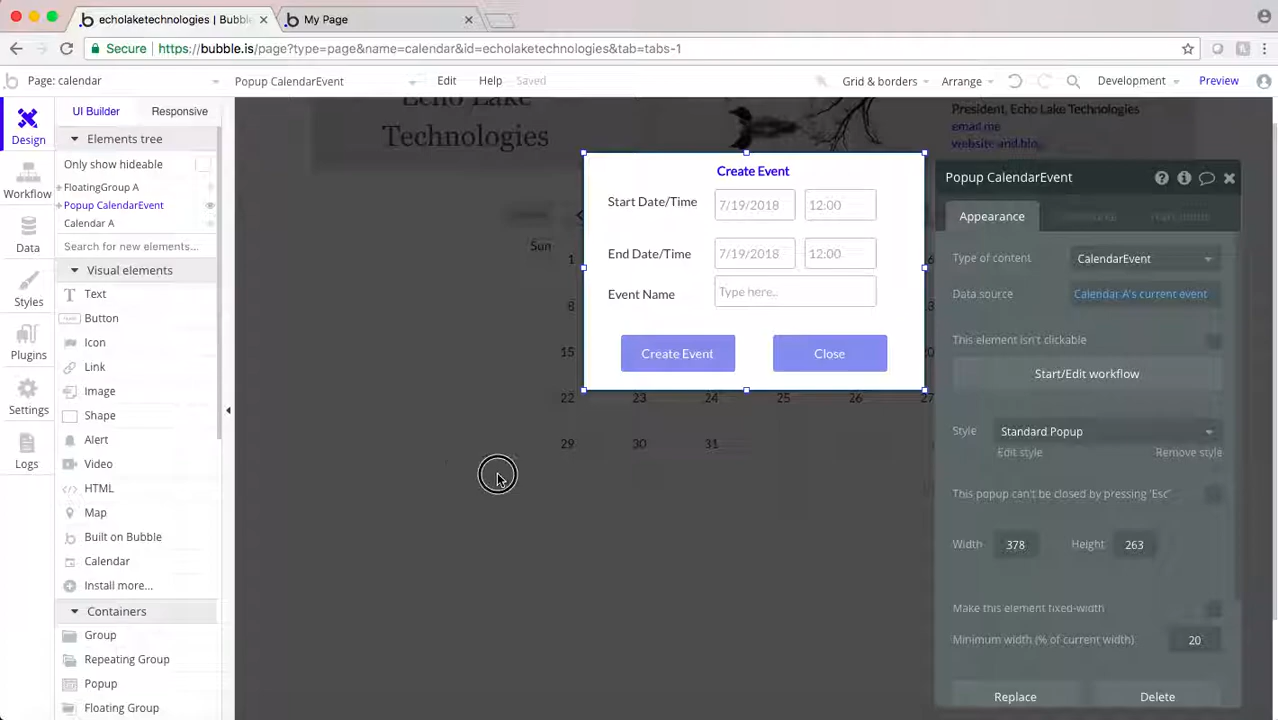 echolaketechnologies | Bubble
My Page
Secure
https://bubble.is/page?type=page&name=calendar&id=echolaketechnologies&tab=tabs-1
Page: calendar
Popup CalendarEvent
Edit
Help
Saved
Grid & borders
Arrange
Development
Preview
Design
Workflow
Data
Styles
Plugins
Settings
Logs
UI Builder
Responsive
Elements tree
Only show hideable
FloatingGroup A
Popup CalendarEvent
Calendar A
Search for new elements...
Visual elements
Text
Button
Icon
Link
Image
Shape
Alert
Video
HTML
Map
Built on Bubble
Calendar
Install more...
Containers
Group
Repeating Group
Popup
Floating Group
Echo Lake
Technologies
President, Echo Lake Technologies
email me
website and blog
Sun
1
8
15
22 23 24 25 26 27
29 30 31
Create Event
Start Date/Time 7/19/2018 12:00
End Date/Time 7/19/2018 12:00
Event Name Type here..
Create Event
Close
Popup CalendarEvent
Appearance
Type of content CalendarEvent
Data source Calendar A's current event
This element isn't clickable
Start/Edit workflow
Style Standard Popup
Edit style Remove style
This popup can't be closed by pressing 'Esc'
Width 378 Height 263
Make this element fixed-width
Minimum width (% of current width) 20
Replace
Delete